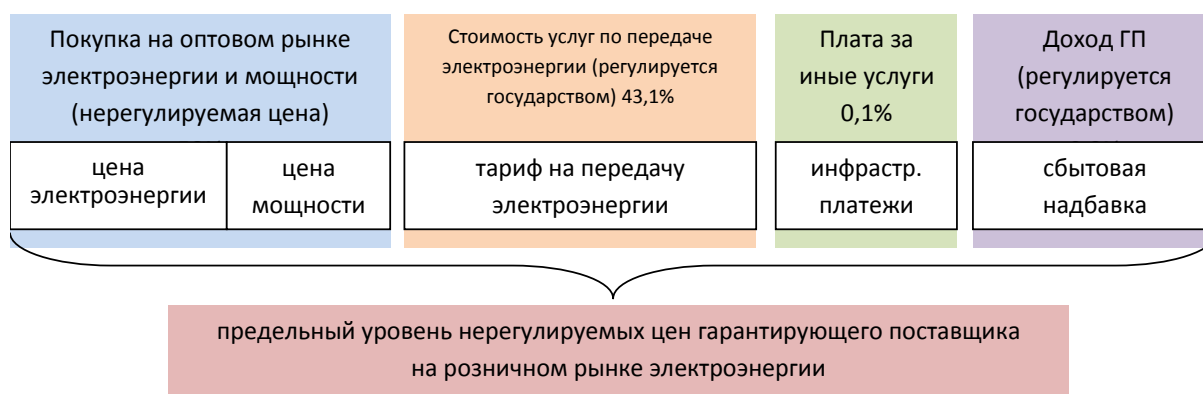 Покупка на оптовом рынке
электроэнергии и мощности
(нерегулируемая цена)
Стоимость услуг по передаче
электроэнергии (регулируется
государством) 43,1%
Плата за
иные услуги
0,1%
Доход ГП
(регулируется
государством)
цена
электроэнергии
цена
мощности
тариф на передачу
электроэнергии
инфрастр.
платежи
сбытовая
надбавка
предельный уровень нерегулируемых цен гарантирующего поставщика
на розничном рынке электроэнергии